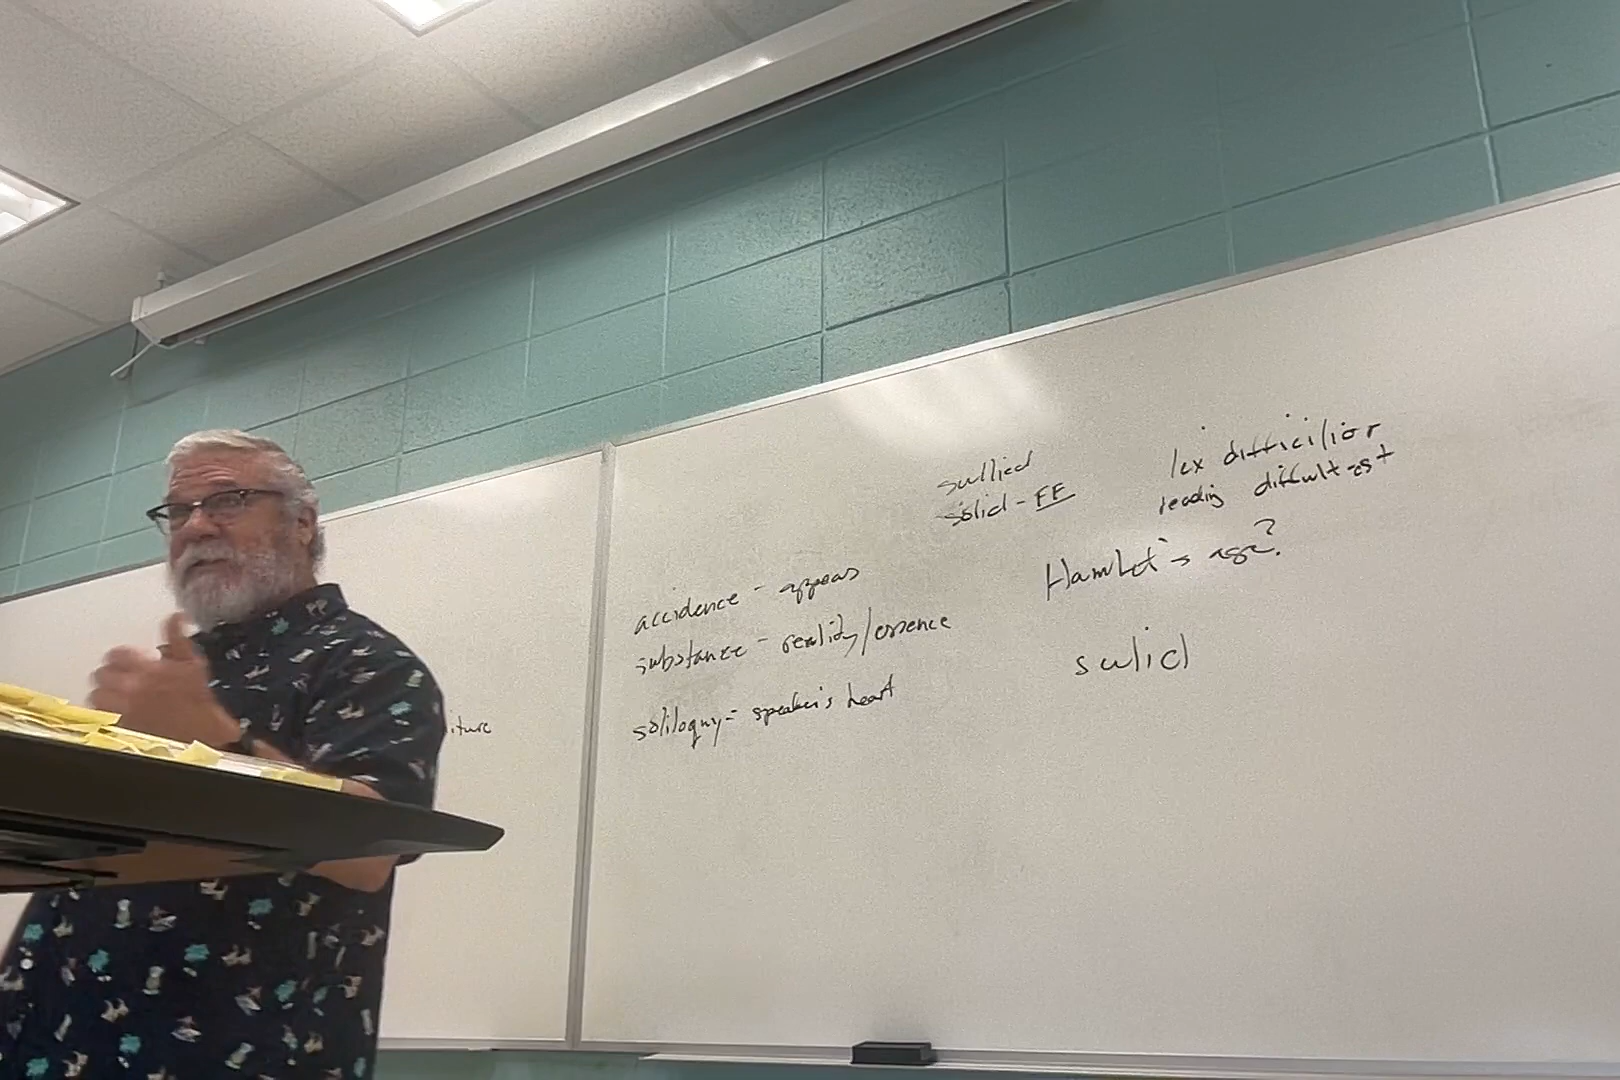 iture
accidence - appears
substance - reality/essence
soliloquy = speaker's heart
sullied
solid - FF
lex difficilior
reading difficult-est
Hamlet's age?
sulid